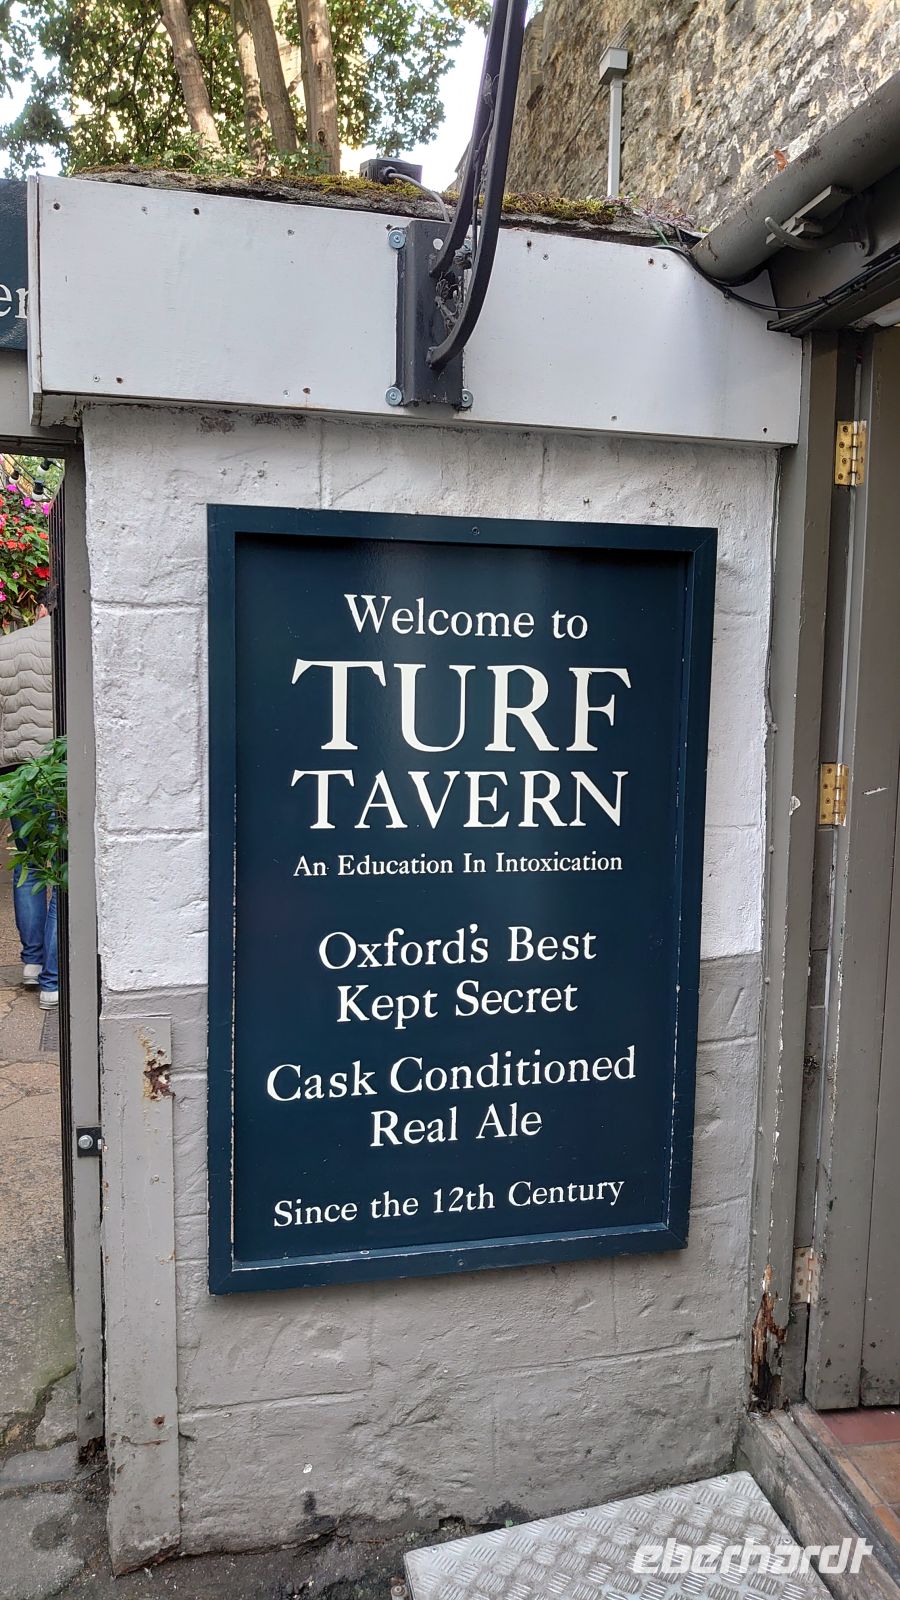 er
Welcome to
TURF
TAVERN
An Education In Intoxication
Oxford's Best
Kept Secret
Cask Conditioned
Real Ale
Since the 12th Century
eberhardt